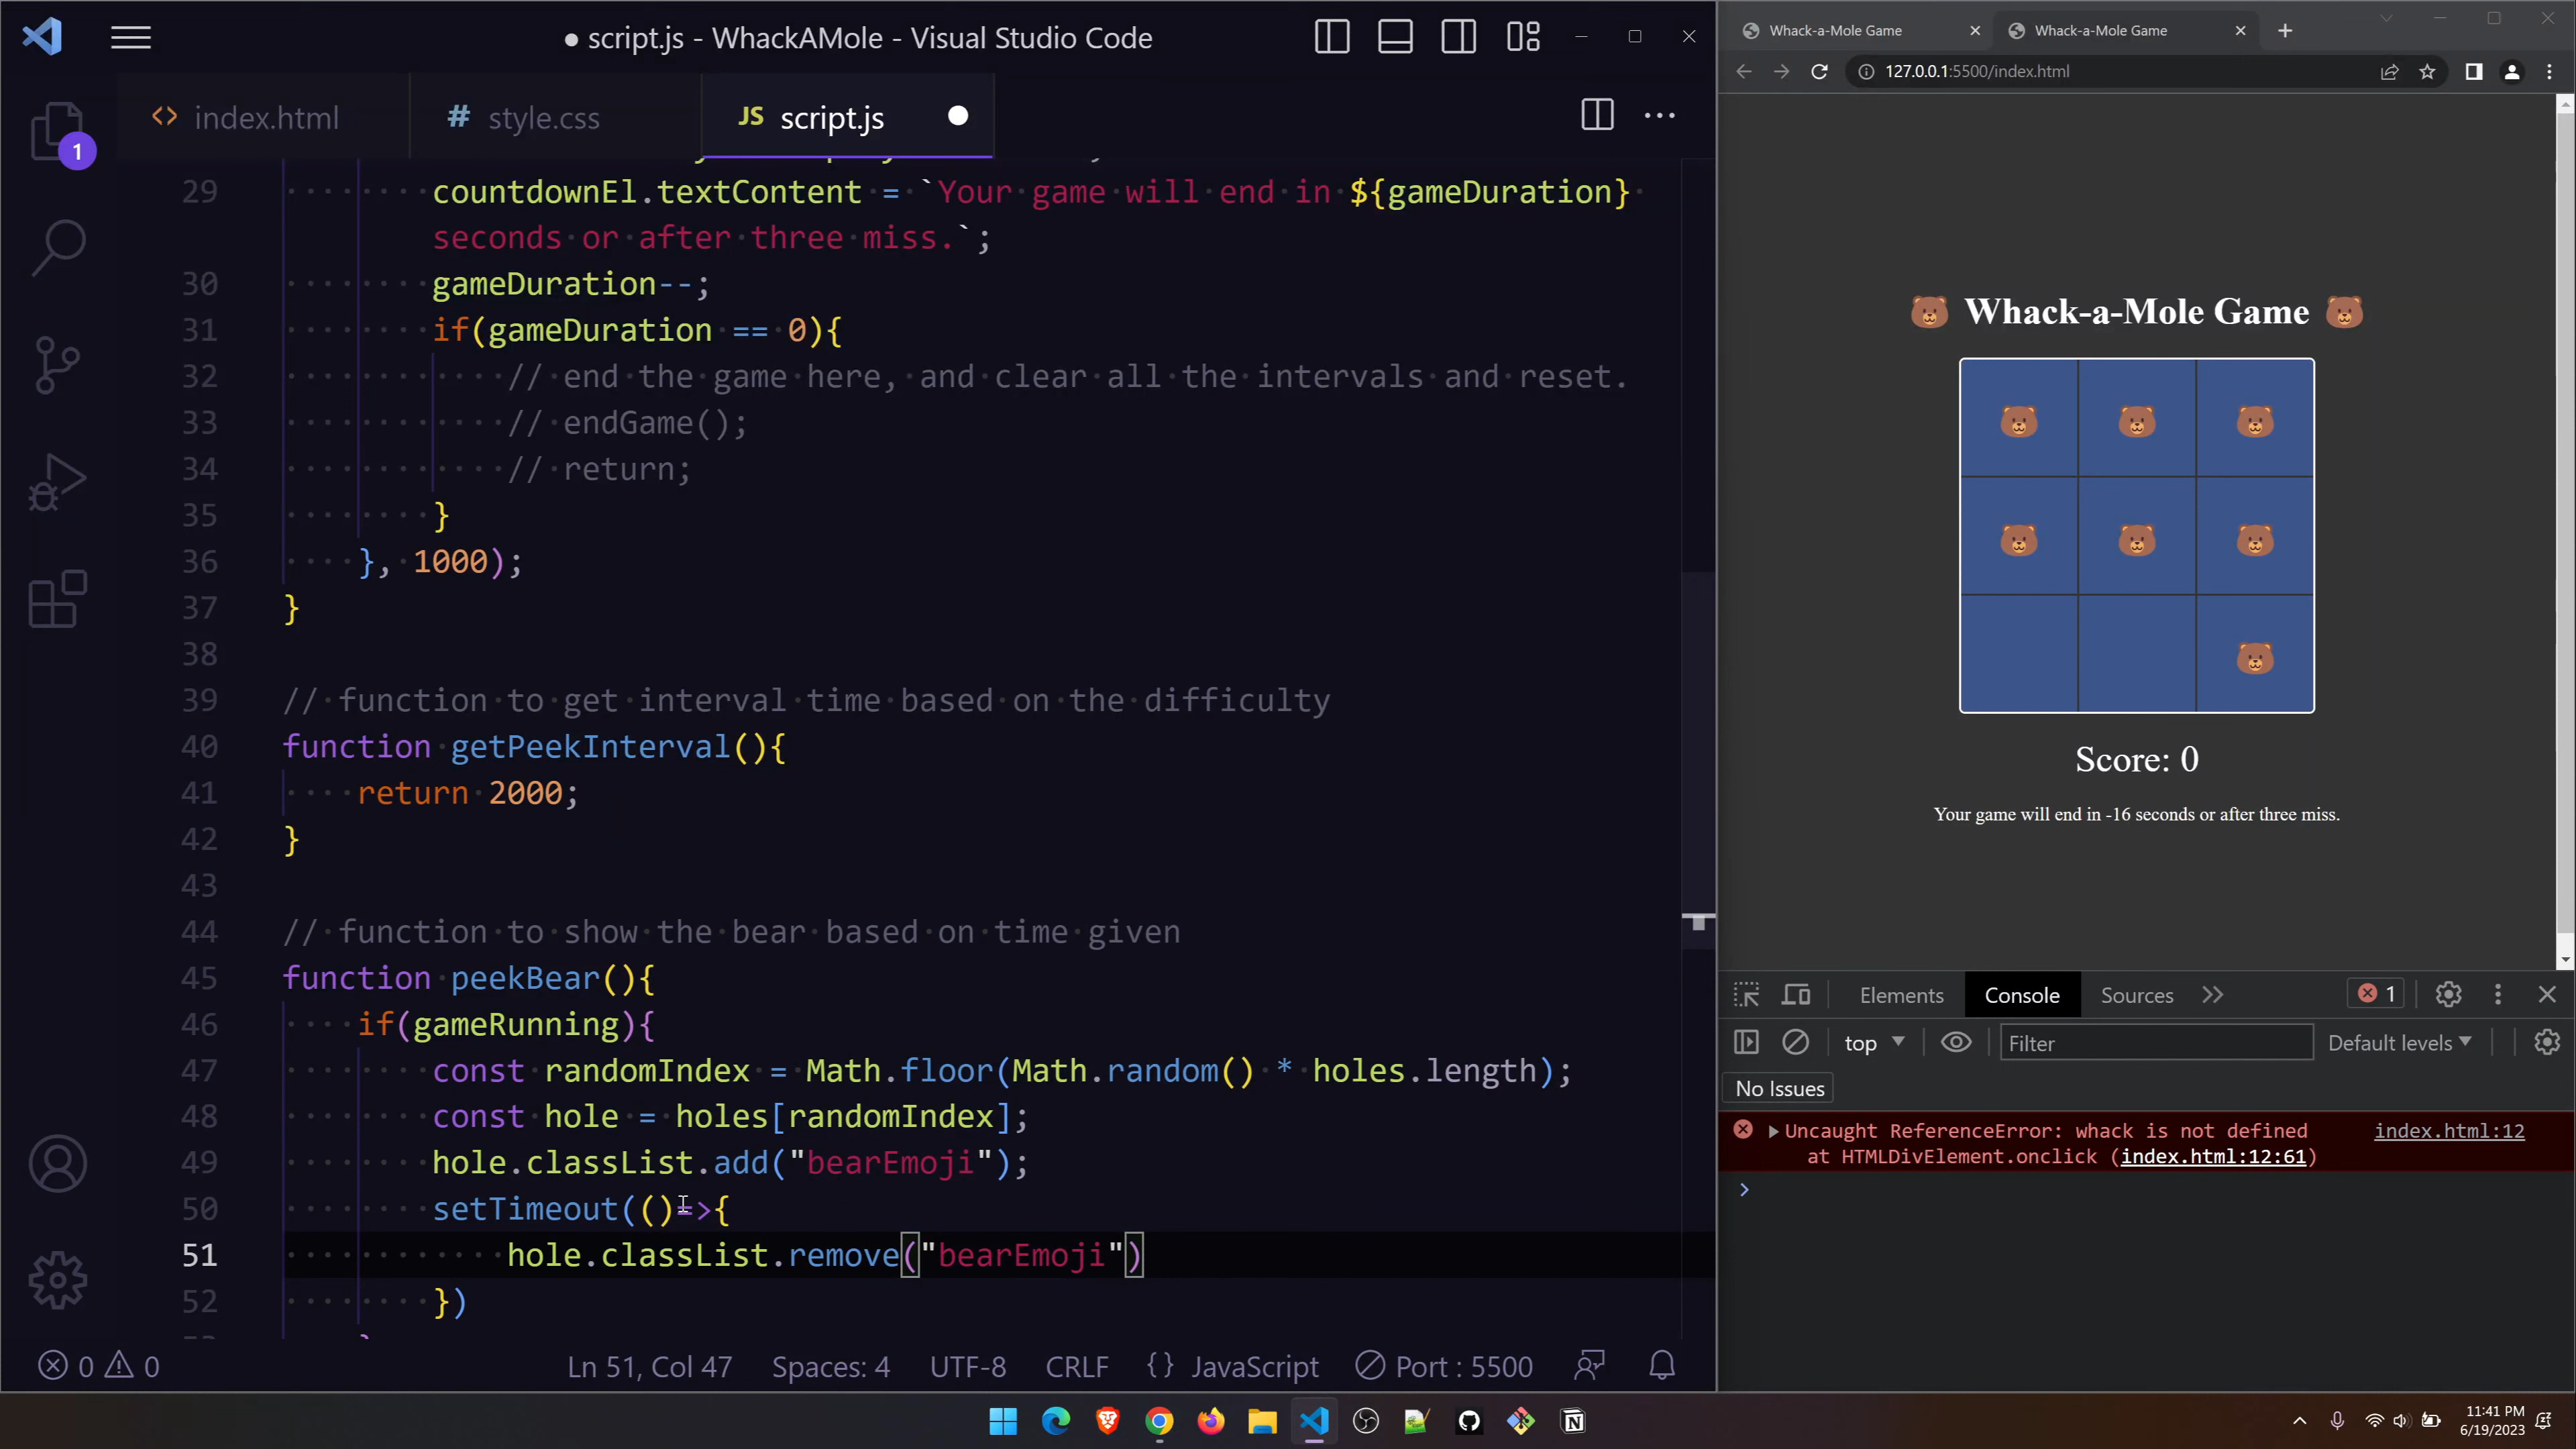 script.js - WhackAMole - Visual Studio Code
index.html
# style.css
JS script.js
1
29 countdownEl.textContent = `Your game will end in ${gameDuration}
seconds or after three miss.`;
30 gameDuration--;
31 if(gameDuration == 0){
32 // end the game here, and clear all the intervals and reset.
33 // endGame();
34 // return;
35 }
36 }, 1000);
37 }
38
39 // function to get interval time based on the difficulty
40 function getPeekInterval(){
41 return 2000;
42 }
43
44 // function to show the bear based on time given
45 function peekBear(){
46 if(gameRunning){
47 const randomIndex = Math.floor(Math.random() * holes.length);
48 const hole = holes[randomIndex];
49 hole.classList.add("bearEmoji");
50 setTimeout(()=>{
51 hole.classList.remove("bearEmoji")
52 })
0 0
Ln 51, Col 47 Spaces: 4 UTF-8 CRLF {} JavaScript Port : 5500
Whack-a-Mole Game
Whack-a-Mole Game
127.0.0.1:5500/index.html
Whack-a-Mole Game
Score: 0
Your game will end in -16 seconds or after three miss.
Elements Console Sources 1
top Filter Default levels
No Issues
Uncaught ReferenceError: whack is not defined index.html:12
at HTMLDivElement.onclick (index.html:12:61)
11:41 PM
6/19/2023